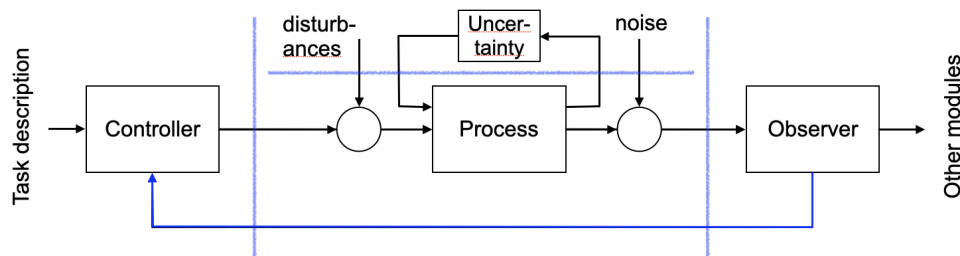 disturb-
ances
Uncer-
tainty
noise
Task description
Controller
Process
Observer
Other modules